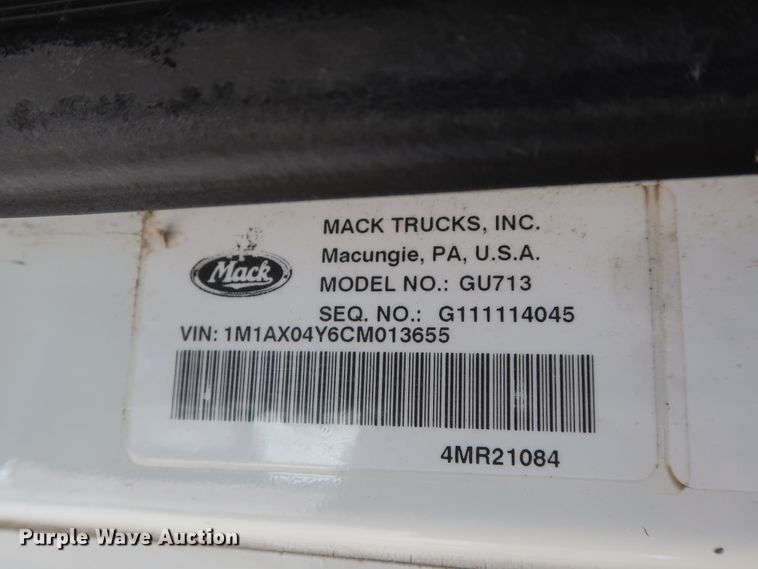 MACK TRUCKS, INC.
Macungie, PA, U.S.A.
Mack
MODEL NO.: GU713
SEQ. NO.: G111114045
VIN: 1M1AX04Y6CM013655
4MR21084
Purple Wave Auction